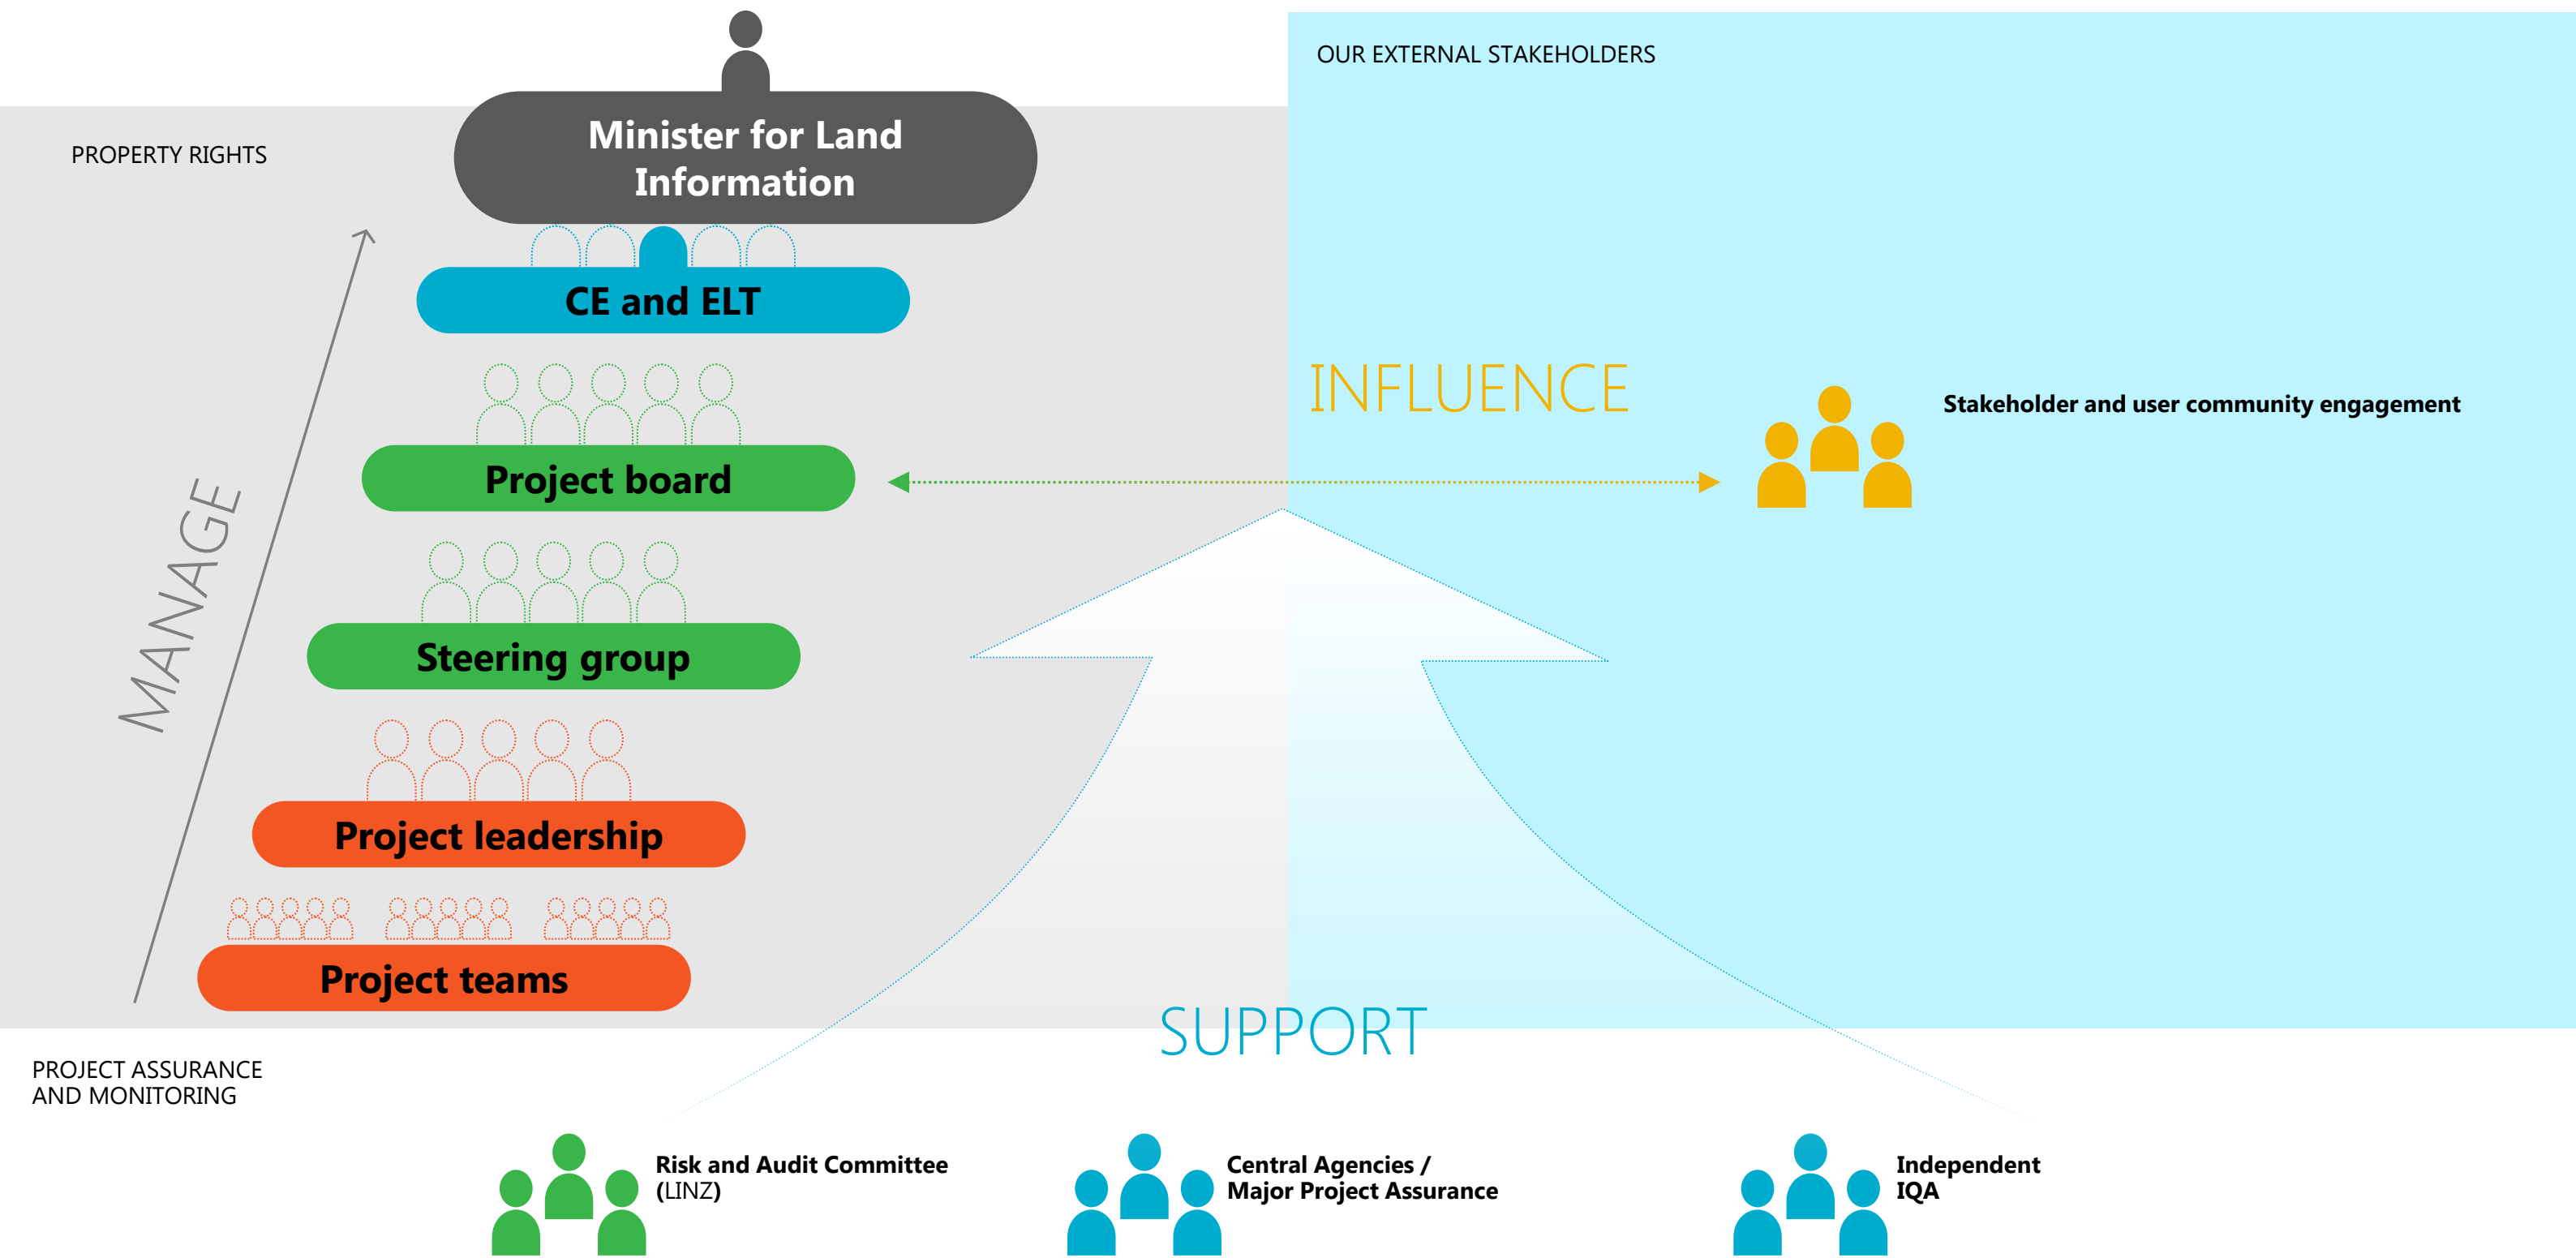 OUR EXTERNAL STAKEHOLDERS
PROPERTY RIGHTS
Minister for Land
Information
CE and ELT
Project board
Steering group
Project leadership
Project teams
MANAGE
INFLUENCE
Stakeholder and user community engagement
SUPPORT
PROJECT ASSURANCE
AND MONITORING
Risk and Audit Committee
(LINZ)
Central Agencies /
Major Project Assurance
Independent
IQA